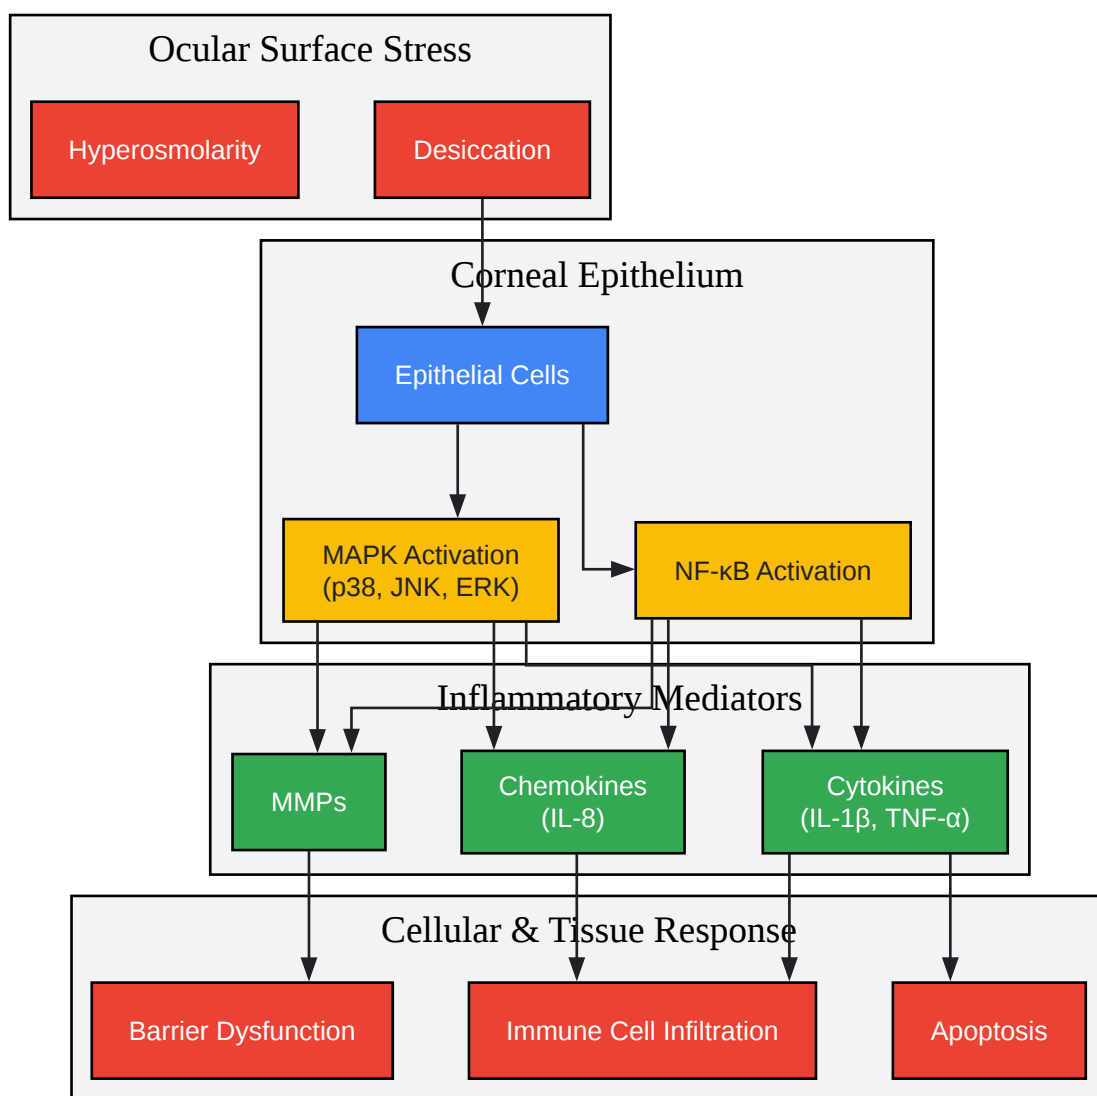 Ocular Surface Stress
Hyperosmolarity
Desiccation
Corneal Epithelium
Epithelial Cells
MAPK Activation
(p38, JNK, ERK)
NF-κB Activation
Inflammatory Mediators
MMPs
Chemokines
(IL-8)
Cytokines
(IL-1β, TNF-α)
Cellular & Tissue Response
Barrier Dysfunction
Immune Cell Infiltration
Apoptosis